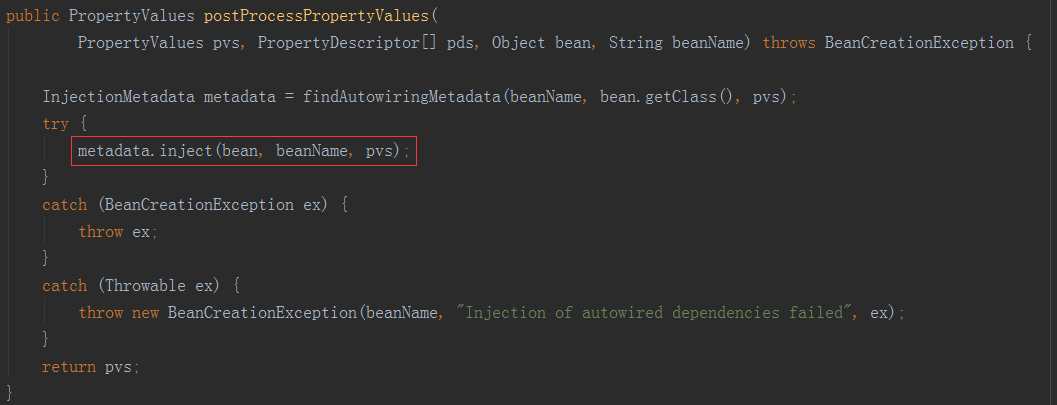 public PropertyValues postProcessPropertyValues(
        PropertyValues pvs, PropertyDescriptor[] pds, Object bean, String beanName) throws BeanCreationException {

    InjectionMetadata metadata = findAutowiringMetadata(beanName, bean.getClass(), pvs);
    try {
        metadata.inject(bean, beanName, pvs);
    }
    catch (BeanCreationException ex) {
        throw ex;
    }
    catch (Throwable ex) {
        throw new BeanCreationException(beanName, "Injection of autowired dependencies failed", ex);
    }
    return pvs;
}